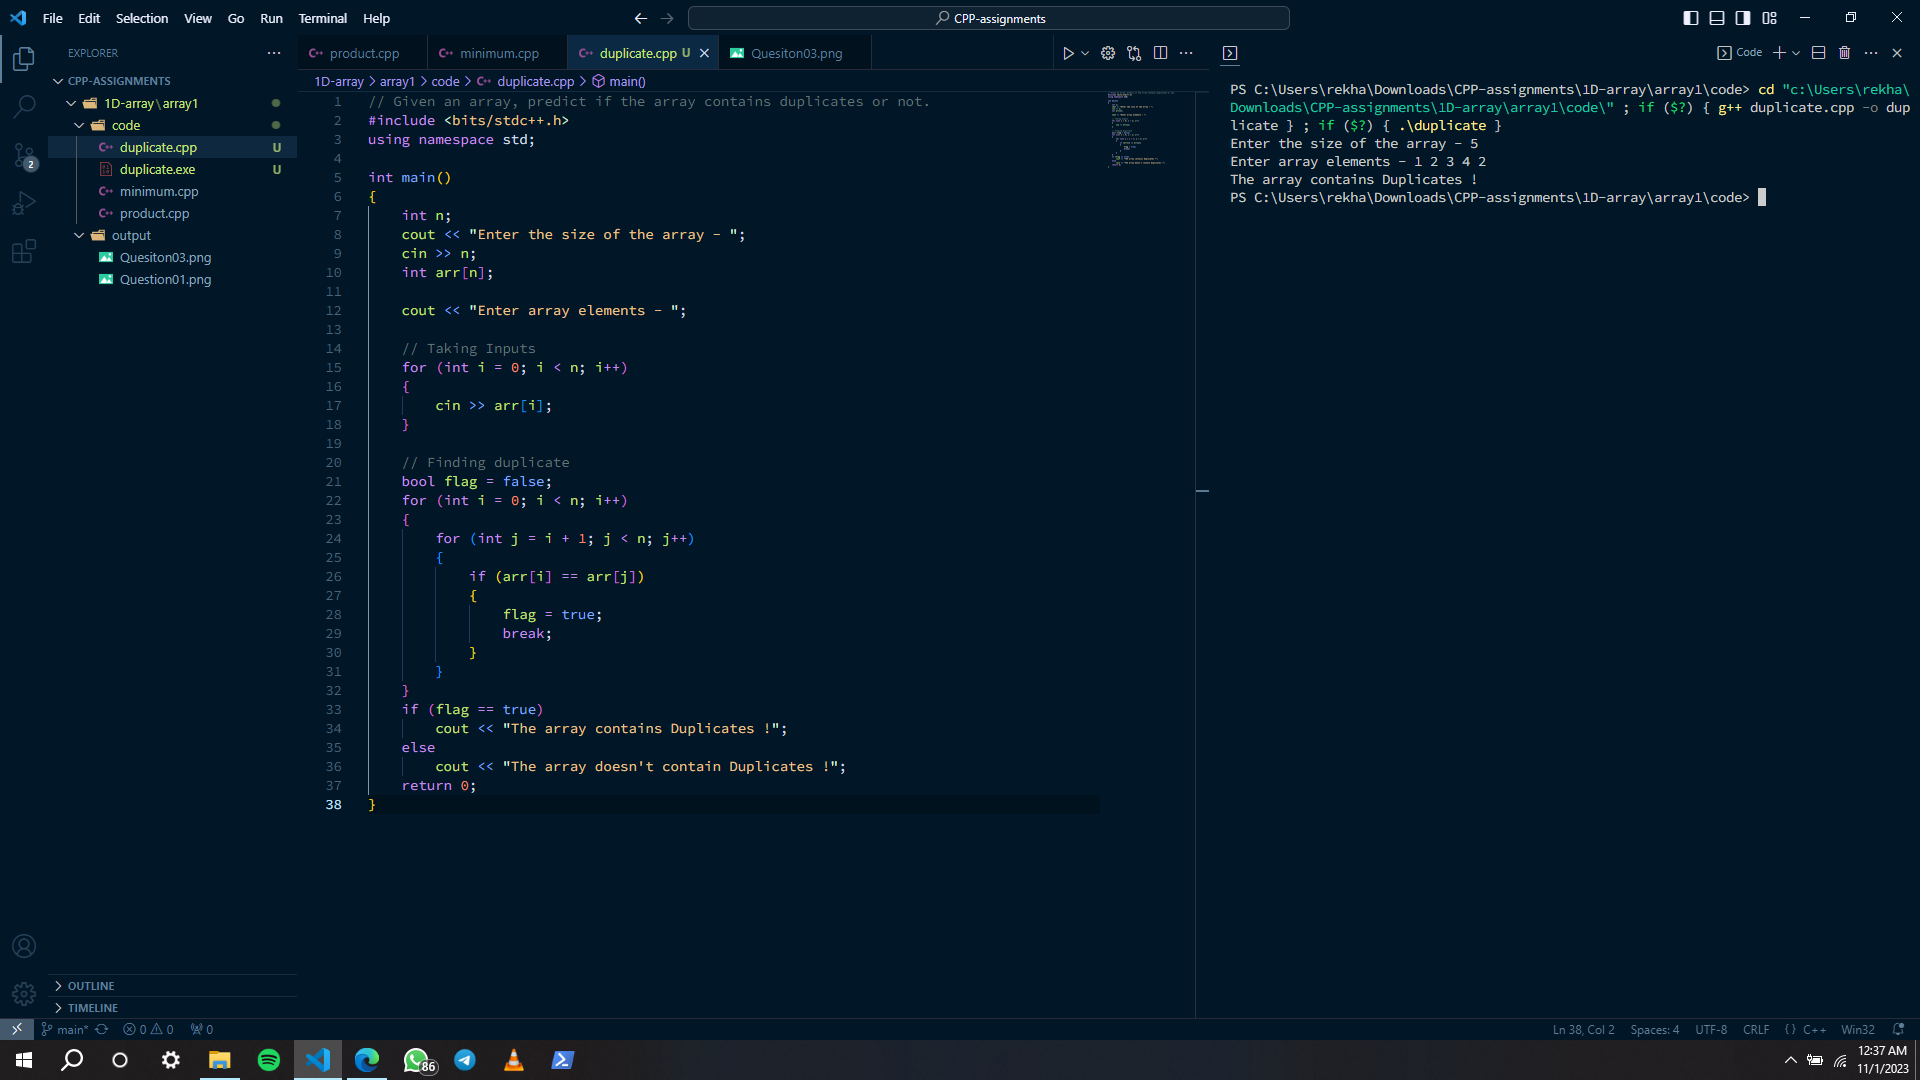 File Edit Selection View Go Run Terminal Help
CPP-assignments
EXPLORER
CPP-ASSIGNMENTS
1D-array\array1
code
duplicate.cpp U
duplicate.exe U
minimum.cpp
product.cpp
output
Quesiton03.png
Question01.png
2
OUTLINE
TIMELINE
product.cpp minimum.cpp duplicate.cpp U Quesiton03.png
1D-array > array1 > code > duplicate.cpp > main()
1 // Given an array, predict if the array contains duplicates or not.
2 #include <bits/stdc++.h>
3 using namespace std;
4
5 int main()
6 {
7 int n;
8 cout << "Enter the size of the array - ";
9 cin >> n;
10 int arr[n];
11
12 cout << "Enter array elements - ";
13
14 // Taking Inputs
15 for (int i = 0; i < n; i++)
16 {
17 cin >> arr[i];
18 }
19
20 // Finding duplicate
21 bool flag = false;
22 for (int i = 0; i < n; i++)
23 {
24 for (int j = i + 1; j < n; j++)
25 {
26 if (arr[i] == arr[j])
27 {
28 flag = true;
29 break;
30 }
31 }
32 }
33 if (flag == true)
34 cout << "The array contains Duplicates !";
35 else
36 cout << "The array doesn't contain Duplicates !";
37 return 0;
38 }
Code
PS C:\Users\rekha\Downloads\CPP-assignments\1D-array\array1\code> cd "c:\Users\rekha\
Downloads\CPP-assignments\1D-array\array1\code\" ; if ($?) { g++ duplicate.cpp -o dup
licate } ; if ($?) { .\duplicate }
Enter the size of the array - 5
Enter array elements - 1 2 3 4 2
The array contains Duplicates !
PS C:\Users\rekha\Downloads\CPP-assignments\1D-array\array1\code>
main* 0 0 0
Ln 38, Col 2 Spaces: 4 UTF-8 CRLF {} C++ Win32
86
12:37 AM
11/1/2023